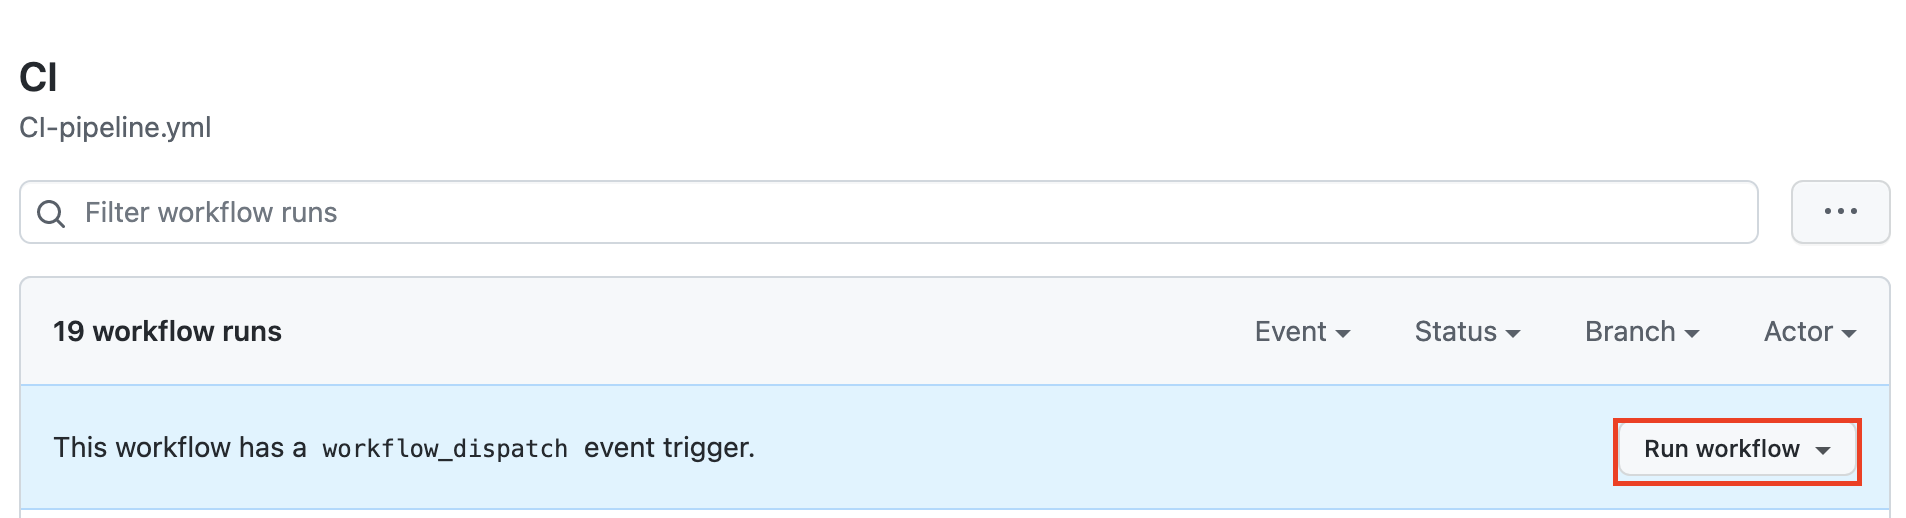 CI
CI-pipeline.yml
Filter workflow runs
19 workflow runs Event Status Branch Actor
This workflow has a workflow_dispatch event trigger. Run workflow